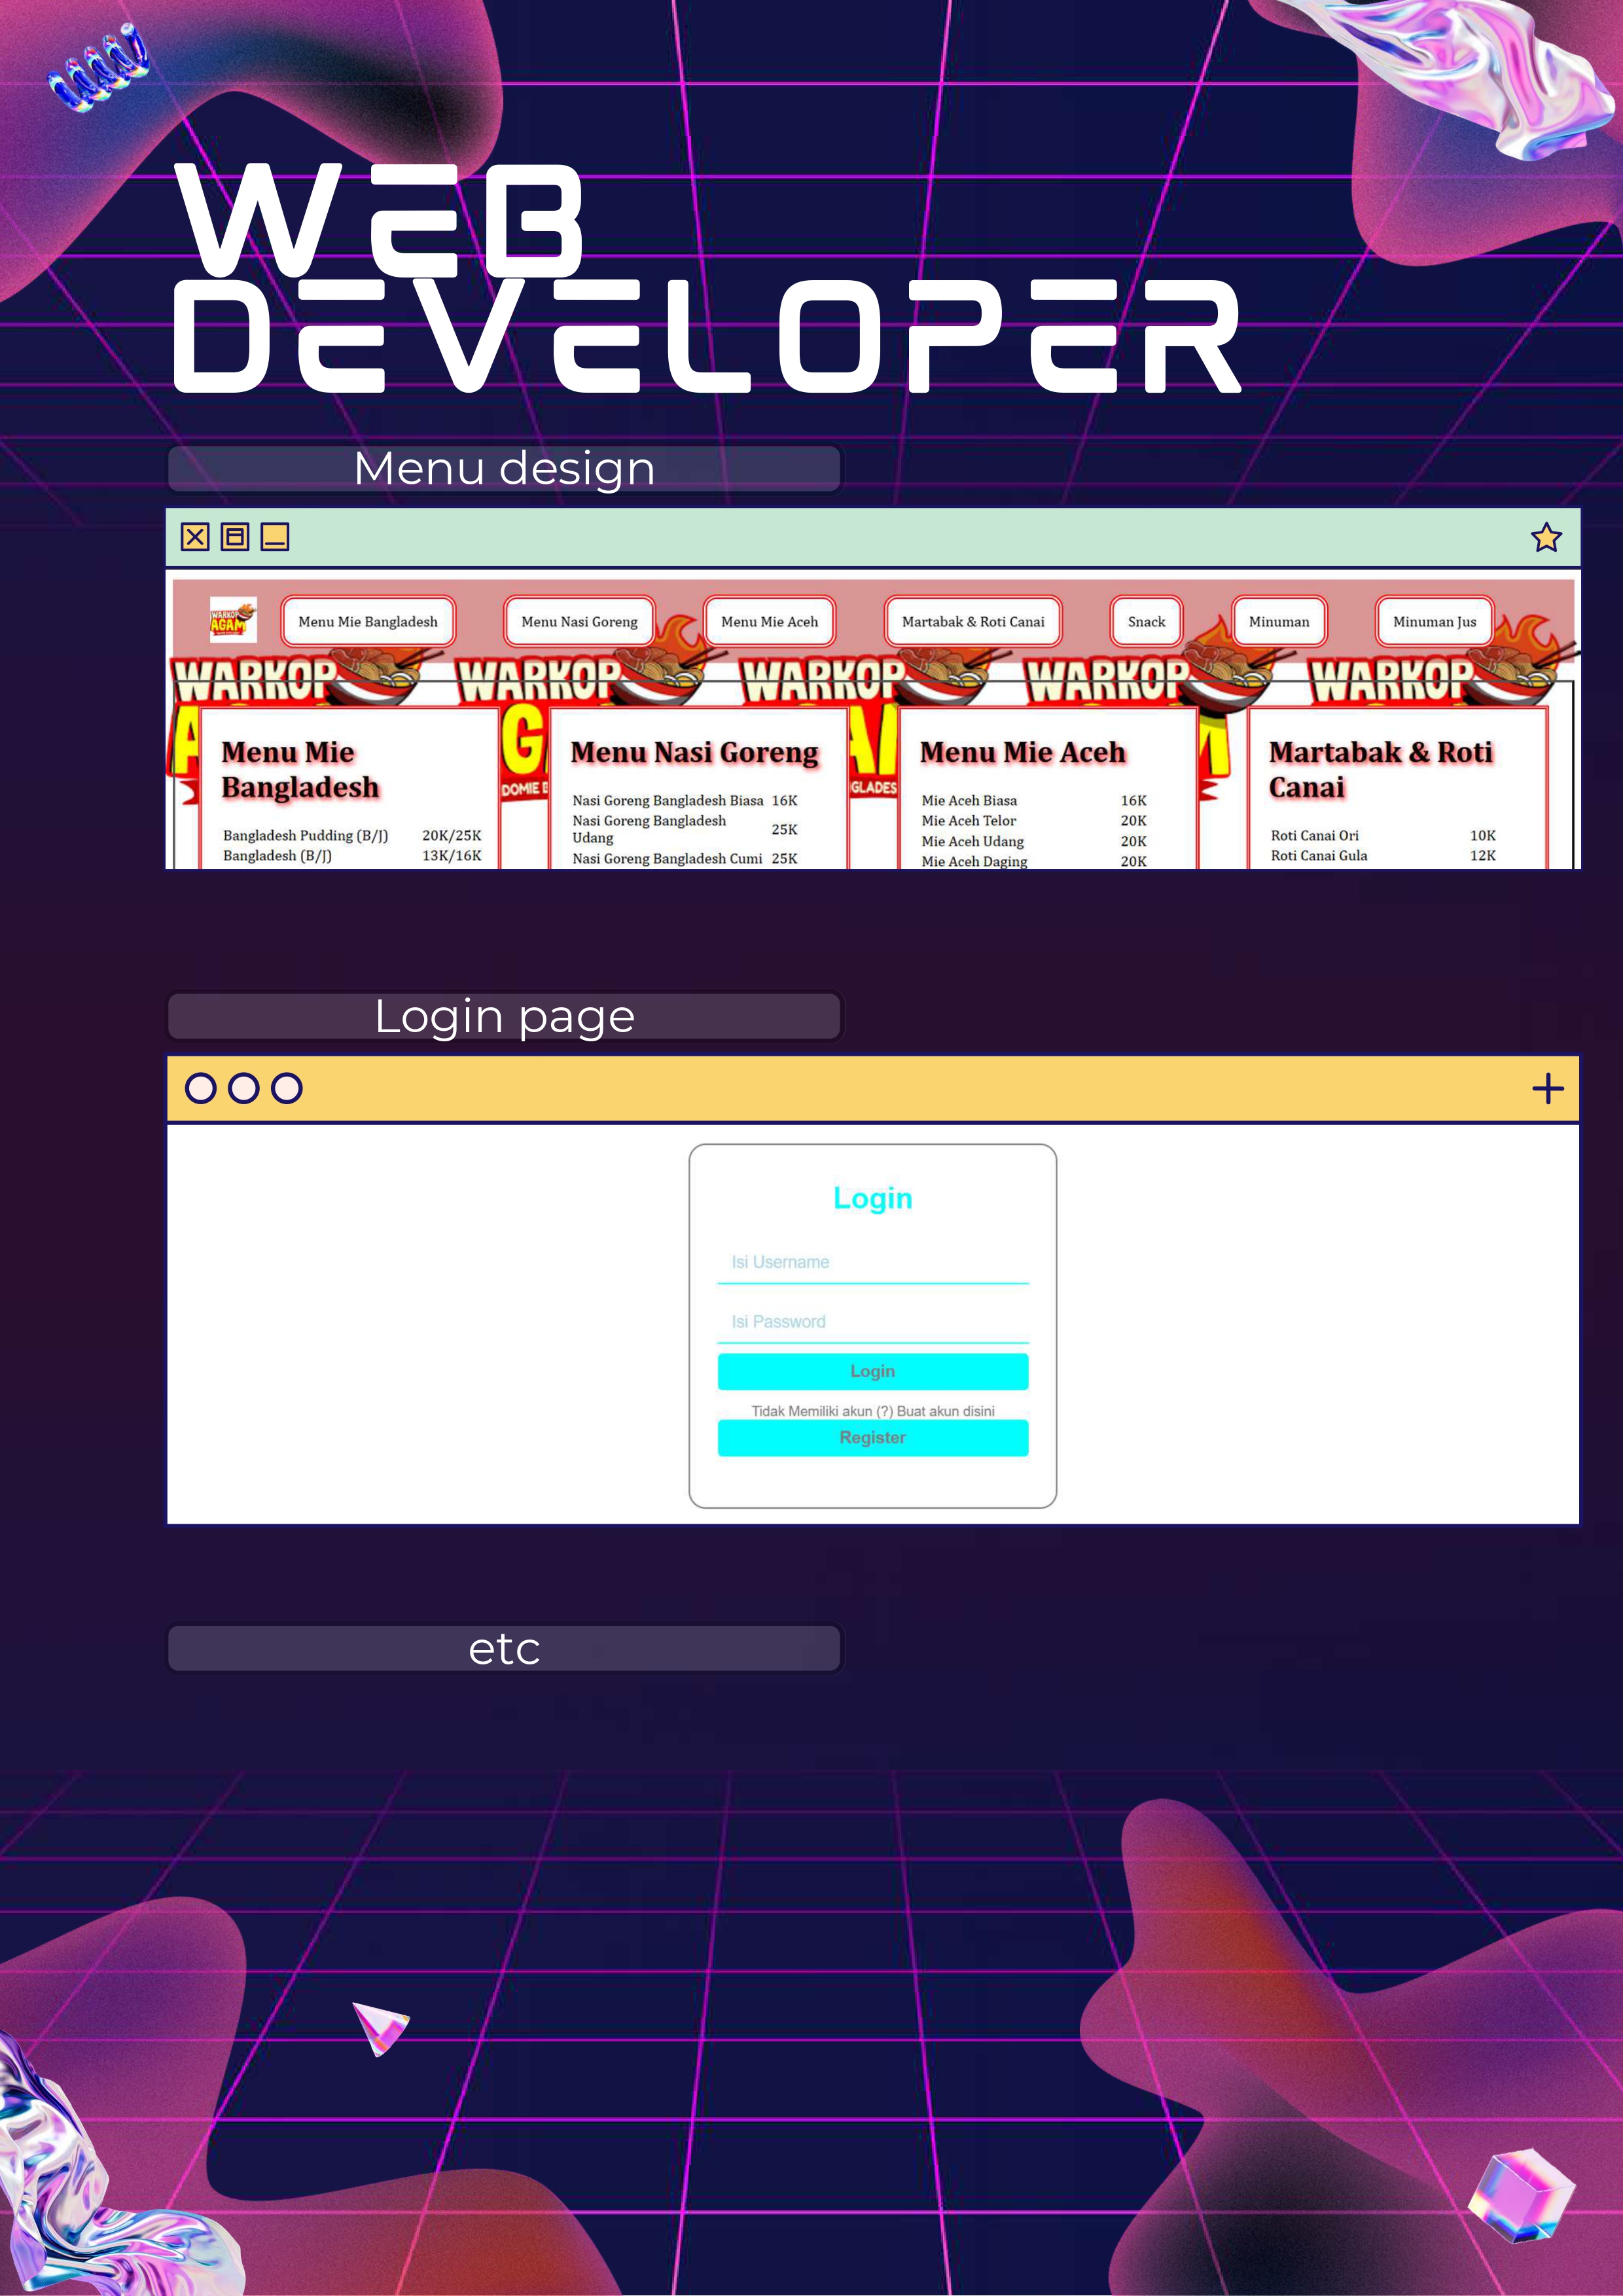 WEB
DEVELOPER
Menu design
WARKOP
AGAM
Menu Mie Bangladesh
Menu Nasi Goreng
Menu Mie Aceh
Martabak & Roti Canai
Snack
Minuman
Minuman Jus
WARKOP WARKOP WARKOP WARKOP WARKOP
Menu Mie
Bangladesh
Bangladesh Pudding (B/J) 20K/25K
Bangladesh (B/J) 13K/16K
Menu Nasi Goreng
Nasi Goreng Bangladesh Biasa 16K
Nasi Goreng Bangladesh
Udang 25K
Nasi Goreng Bangladesh Cumi 25K
Menu Mie Aceh
Mie Aceh Biasa 16K
Mie Aceh Telor 20K
Mie Aceh Udang 20K
Mie Aceh Daging 20K
Martabak & Roti
Canai
Roti Canai Ori 10K
Roti Canai Gula 12K
Login page
Login
Isi Username
Isi Password
Login
Tidak Memiliki akun (?) Buat akun disini
Register
etc